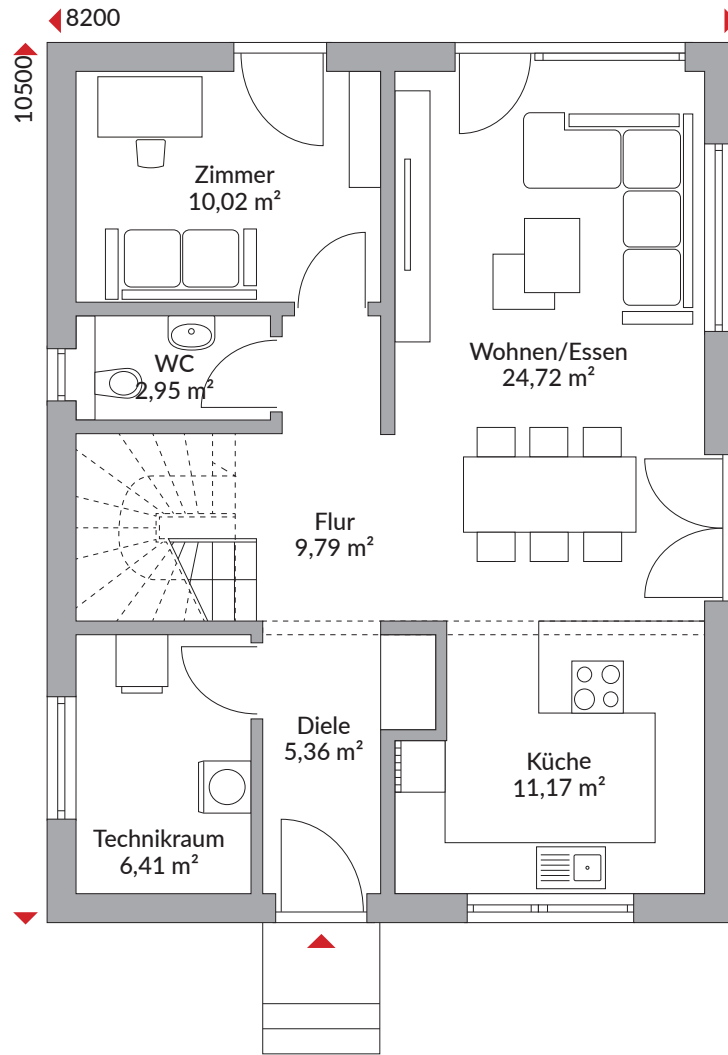 8200
10500
Zimmer
10,02 m²
WC
2,95 m²
Wohnen/Essen
24,72 m²
Flur
9,79 m²
Diele
5,36 m²
Küche
11,17 m²
Technikraum
6,41 m²